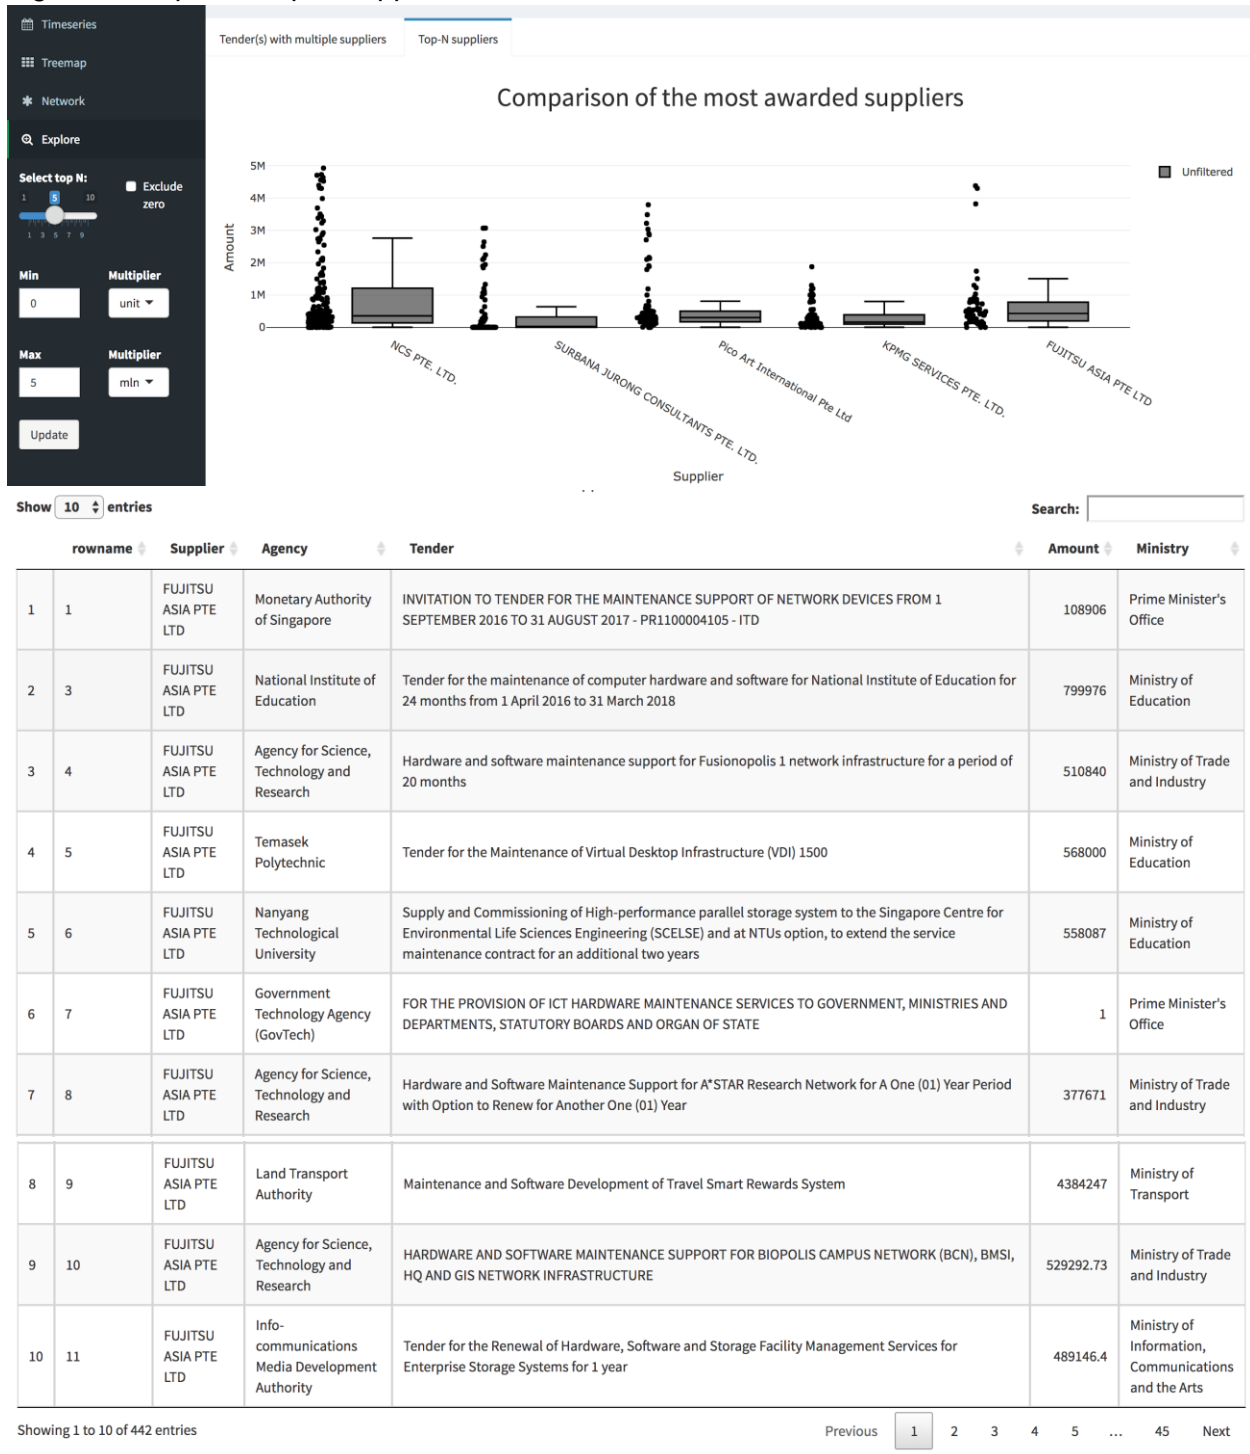 Timeseries
Treemap
Network
Explore
Select top N:
1 5 10
1 3 5 7 9
Exclude
zero
Min
Multiplier
0
unit
Max
Multiplier
5
mln
Update
Tender(s) with multiple suppliers
Top-N suppliers
Comparison of the most awarded suppliers
Unfiltered
5M
4M
3M
2M
1M
0
Amount
NCS PTE. LTD.
SURBANA JURONG CONSULTANTS PTE. LTD.
Pico Art International Pte Ltd
KPMG SERVICES PTE. LTD.
FUJITSU ASIA PTE LTD
Supplier
Show 10 entries
Search:
rowname Supplier Agency Tender Amount Ministry
1 1
FUJITSU
ASIA PTE
LTD
Monetary Authority
of Singapore
INVITATION TO TENDER FOR THE MAINTENANCE SUPPORT OF NETWORK DEVICES FROM 1
SEPTEMBER 2016 TO 31 AUGUST 2017 - PR1100004105 - ITD
108906
Prime Minister's
Office
2 3
FUJITSU
ASIA PTE
LTD
National Institute of
Education
Tender for the maintenance of computer hardware and software for National Institute of Education for
24 months from 1 April 2016 to 31 March 2018
799976
Ministry of
Education
3 4
FUJITSU
ASIA PTE
LTD
Agency for Science,
Technology and
Research
Hardware and software maintenance support for Fusionopolis 1 network infrastructure for a period of
20 months
510840
Ministry of Trade
and Industry
4 5
FUJITSU
ASIA PTE
LTD
Temasek
Polytechnic
Tender for the Maintenance of Virtual Desktop Infrastructure (VDI) 1500
568000
Ministry of
Education
5 6
FUJITSU
ASIA PTE
LTD
Nanyang
Technological
University
Supply and Commissioning of High-performance parallel storage system to the Singapore Centre for
Environmental Life Sciences Engineering (SCELSE) and at NTUs option, to extend the service
maintenance contract for an additional two years
558087
Ministry of
Education
6 7
FUJITSU
ASIA PTE
LTD
Government
Technology Agency
(GovTech)
FOR THE PROVISION OF ICT HARDWARE MAINTENANCE SERVICES TO GOVERNMENT, MINISTRIES AND
DEPARTMENTS, STATUTORY BOARDS AND ORGAN OF STATE
1
Prime Minister's
Office
7 8
FUJITSU
ASIA PTE
LTD
Agency for Science,
Technology and
Research
Hardware and Software Maintenance Support for A*STAR Research Network for A One (01) Year Period
with Option to Renew for Another One (01) Year
377671
Ministry of Trade
and Industry
8 9
FUJITSU
ASIA PTE
LTD
Land Transport
Authority
Maintenance and Software Development of Travel Smart Rewards System
4384247
Ministry of
Transport
9 10
FUJITSU
ASIA PTE
LTD
Agency for Science,
Technology and
Research
HARDWARE AND SOFTWARE MAINTENANCE SUPPORT FOR BIOPOLIS CAMPUS NETWORK (BCN), BMSI,
HQ AND GIS NETWORK INFRASTRUCTURE
529292.73
Ministry of Trade
and Industry
10 11
FUJITSU
ASIA PTE
LTD
Info-
communications
Media Development
Authority
Tender for the Renewal of Hardware, Software and Storage Facility Management Services for
Enterprise Storage Systems for 1 year
489146.4
Ministry of
Information,
Communications
and the Arts
Showing 1 to 10 of 442 entries
Previous 1 2 3 4 5 ... 45 Next